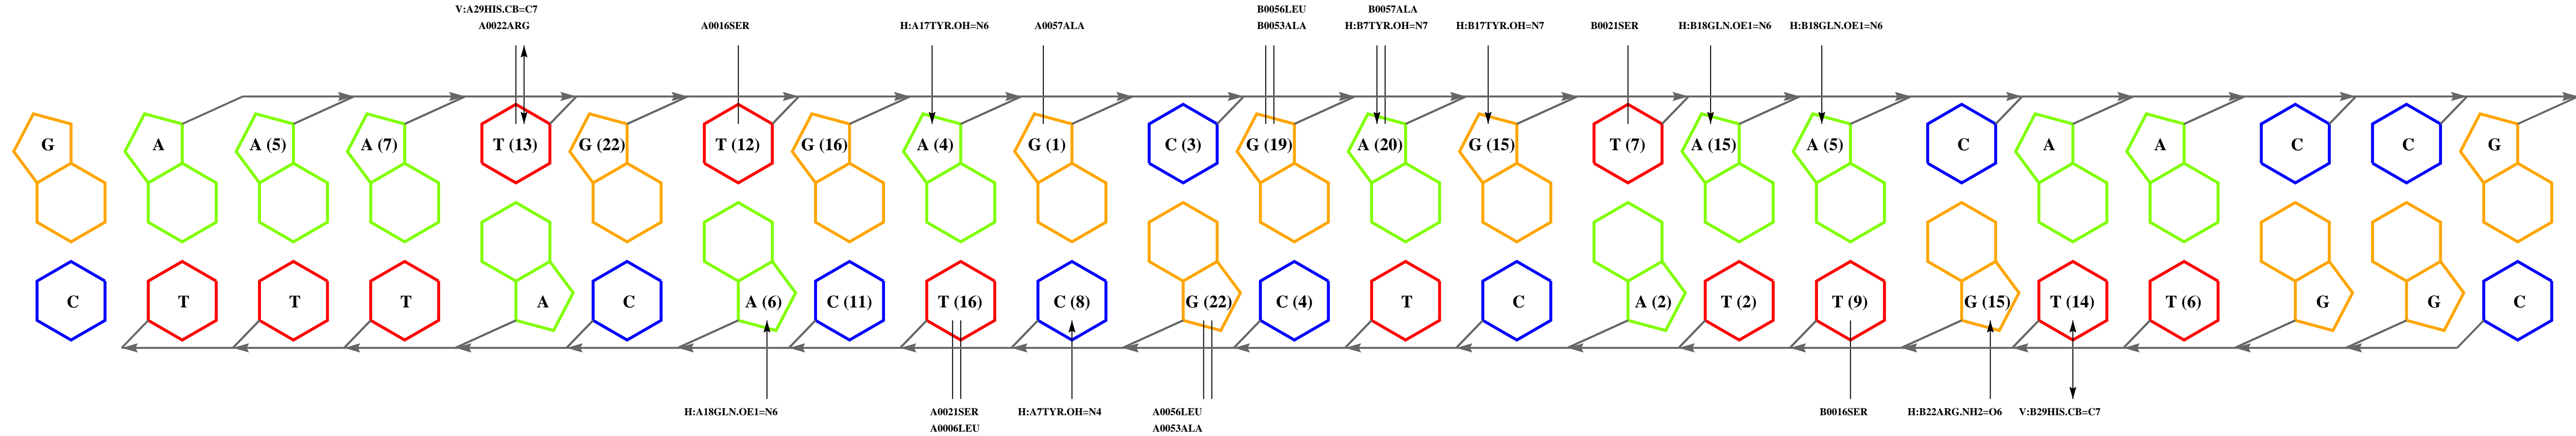 V:A29HIS.CB=C7 B0056LEU B0057ALA
A0022ARG A0016SER H:A17TYR.OH=N6 A0057ALA B0053ALA H:B7TYR.OH=N7 H:B17TYR.OH=N7 B0021SER H:B18GLN.OE1=N6 H:B18GLN.OE1=N6
G A A (5) A (7) T (13) G (22) T (12) G (16) A (4) G (1) C (3) G (19) A (20) G (15) T (7) A (15) A (5) C A A C C G
C T T T A C A (6) C (11) T (16) C (8) G (22) C (4) T C A (2) T (2) T (9) G (15) T (14) T (6) G G C
H:A18GLN.OE1=N6 A0021SER H:A7TYR.OH=N4 A0056LEU B0016SER H:B22ARG.NH2=O6 V:B29HIS.CB=C7
A0006LEU A0053ALA